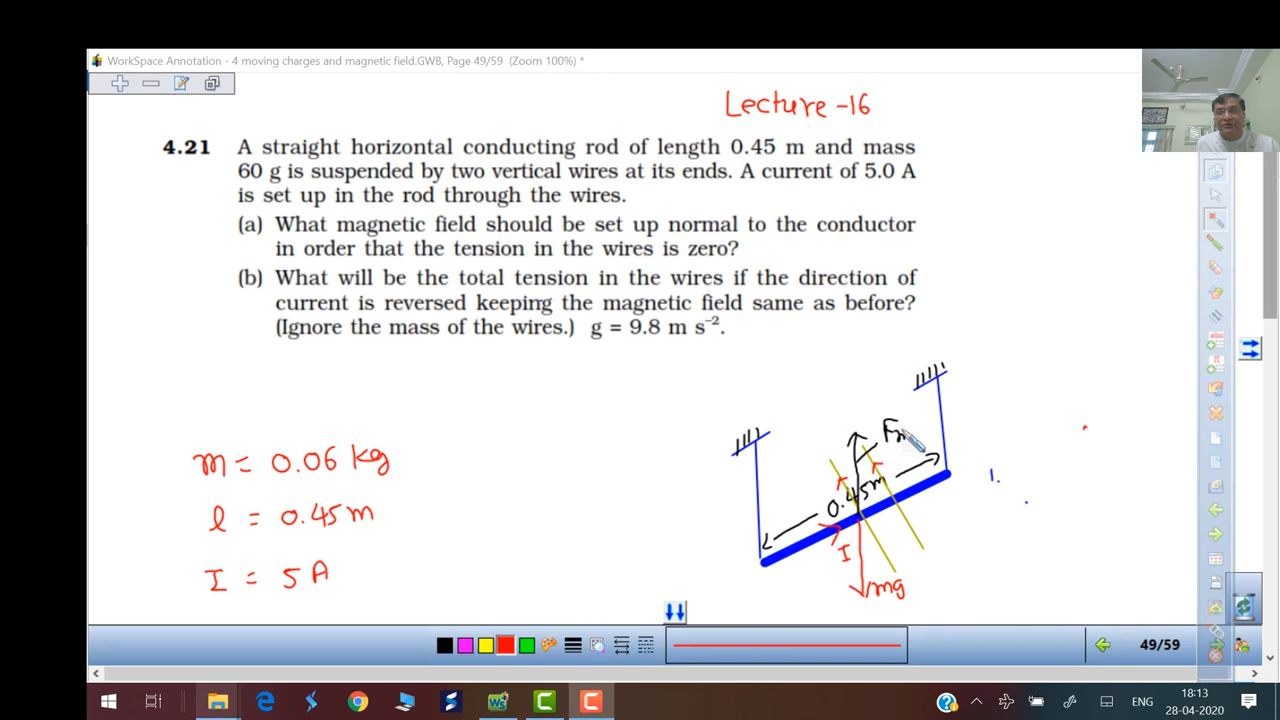 WorkSpace Annotation - 4 moving charges and magnetic field.GWB, Page 49/59 (Zoom 100%) *
Lecture -16
4.21 A straight horizontal conducting rod of length 0.45 m and mass
60 g is suspended by two vertical wires at its ends. A current of 5.0 A
is set up in the rod through the wires.
(a) What magnetic field should be set up normal to the conductor
in order that the tension in the wires is zero?
(b) What will be the total tension in the wires if the direction of
current is reversed keeping the magnetic field same as before?
(Ignore the mass of the wires.) g = 9.8 m s⁻².
m = 0.06 kg
l = 0.45 m
I = 5 A
0.45m
I
mg
49/59
ENG
18:13
28-04-2020